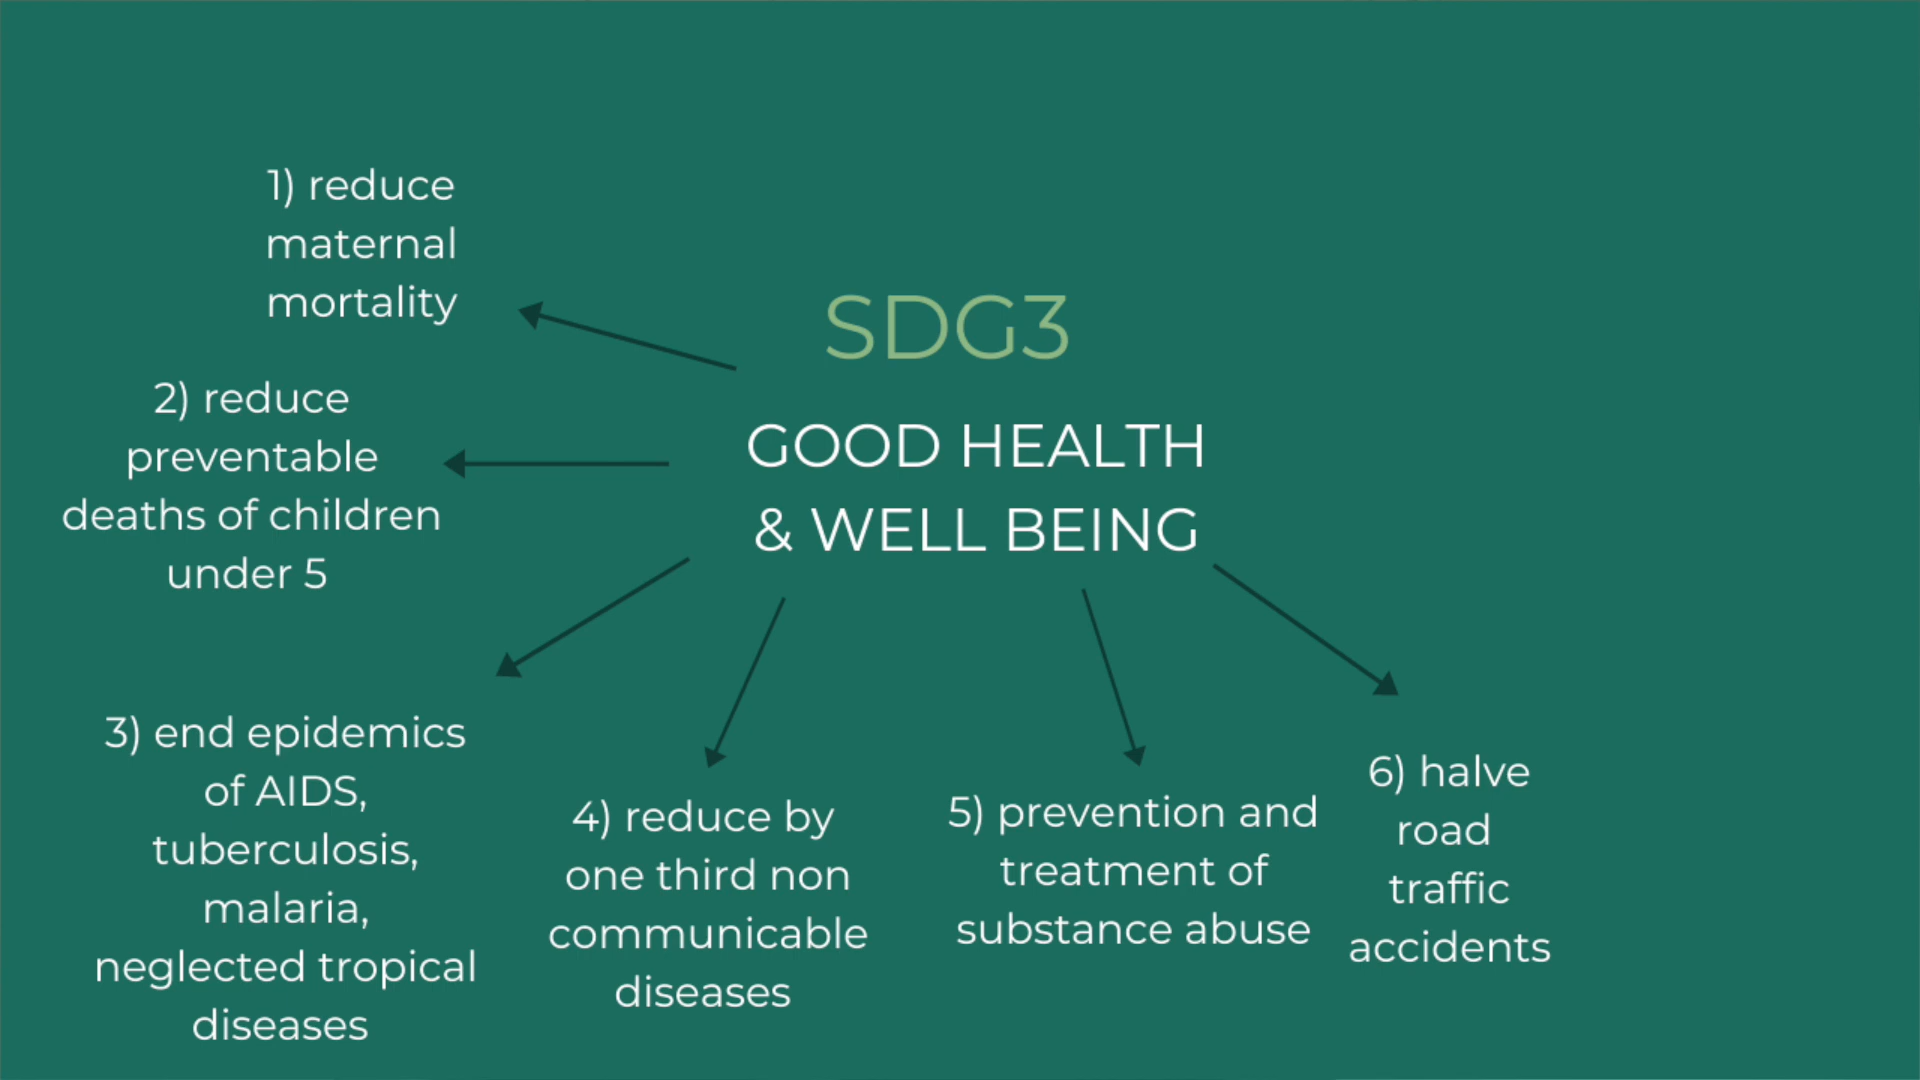 SDG3
GOOD HEALTH
& WELL BEING
1) reduce
maternal
mortality
2) reduce
preventable
deaths of children
under 5
3) end epidemics
of AIDS,
tuberculosis,
malaria,
neglected tropical
diseases
4) reduce by
one third non
communicable
diseases
5) prevention and
treatment of
substance abuse
6) halve
road
traffic
accidents